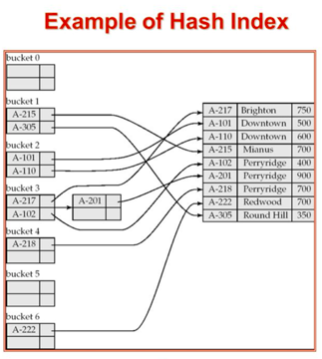 Example of Hash Index
bucket 0
bucket 1
A-215
A-305
bucket 2
A-101
A-110
bucket 3
A-217
A-102
A-201
bucket 4
A-218
bucket 5
bucket 6
A-222
A-217 Brighton 750
A-101 Downtown 500
A-110 Downtown 600
A-215 Mianus 700
A-102 Perryridge 400
A-201 Perryridge 900
A-218 Perryridge 700
A-222 Redwood 700
A-305 Round Hill 350